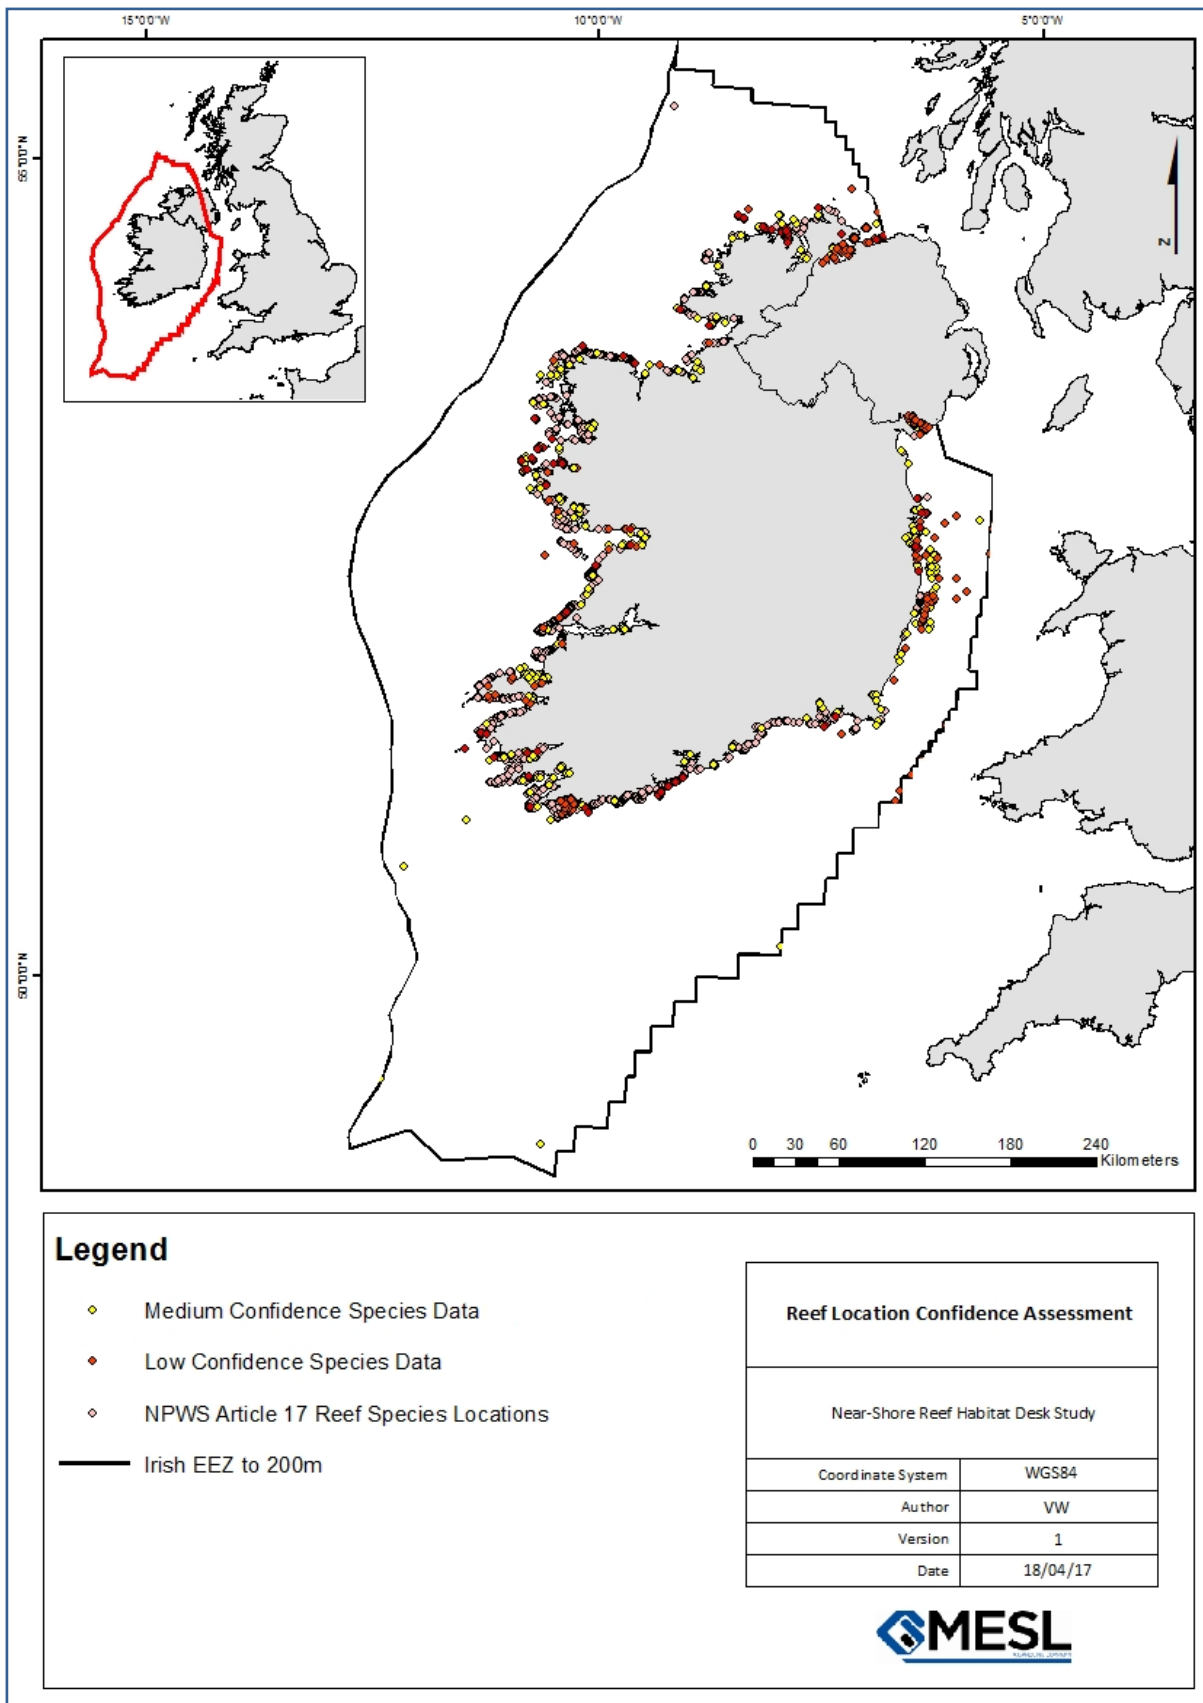 15°0'0"W
10°0'0"W
5°0'0"W
55°0'0"N
50°0'0"N
N
0 30 60 120 180 240
Kilometers
Legend
Medium Confidence Species Data
Low Confidence Species Data
NPWS Article 17 Reef Species Locations
Irish EEZ to 200m
Reef Location Confidence Assessment
Near-Shore Reef Habitat Desk Study
Coordinate System WGS84
Author VW
Version 1
Date 18/04/17
MESL